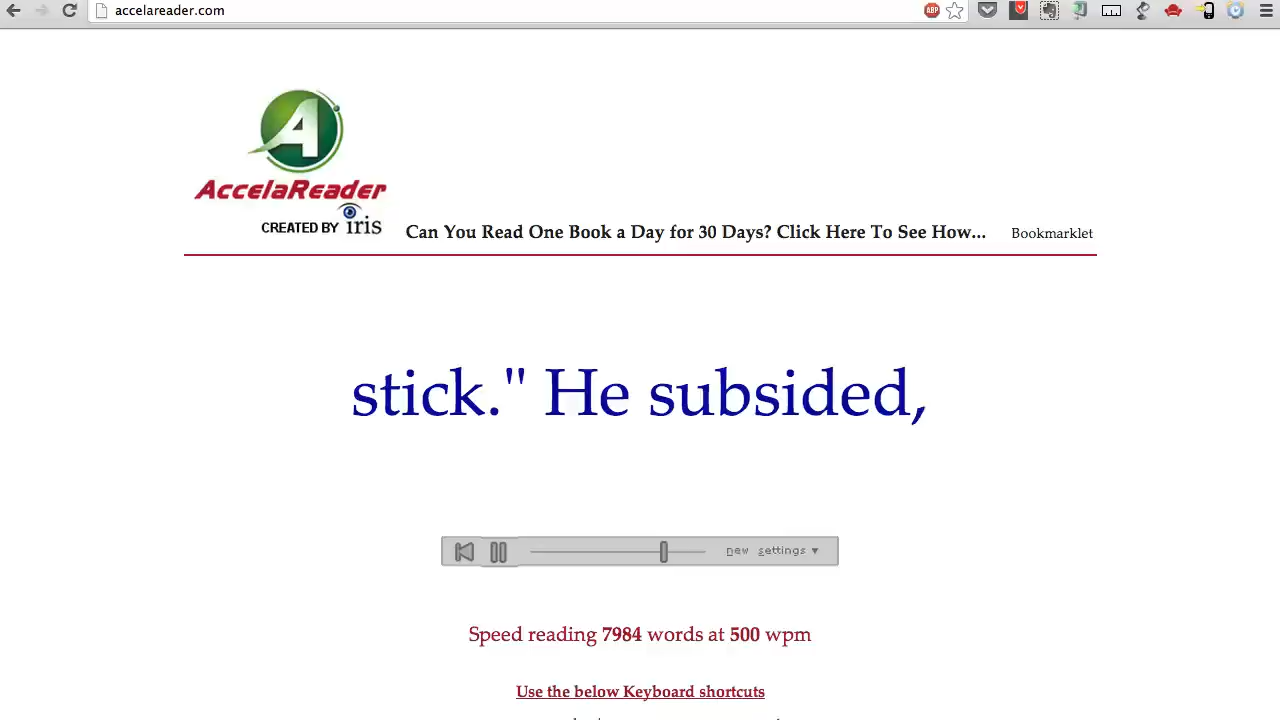 accelareader.com
ABP
A
AccelaReader
CREATED BY iris
Can You Read One Book a Day for 30 Days? Click Here To See How...
Bookmarklet
stick." He subsided,
new settings ▼
Speed reading 7984 words at 500 wpm
Use the below Keyboard shortcuts